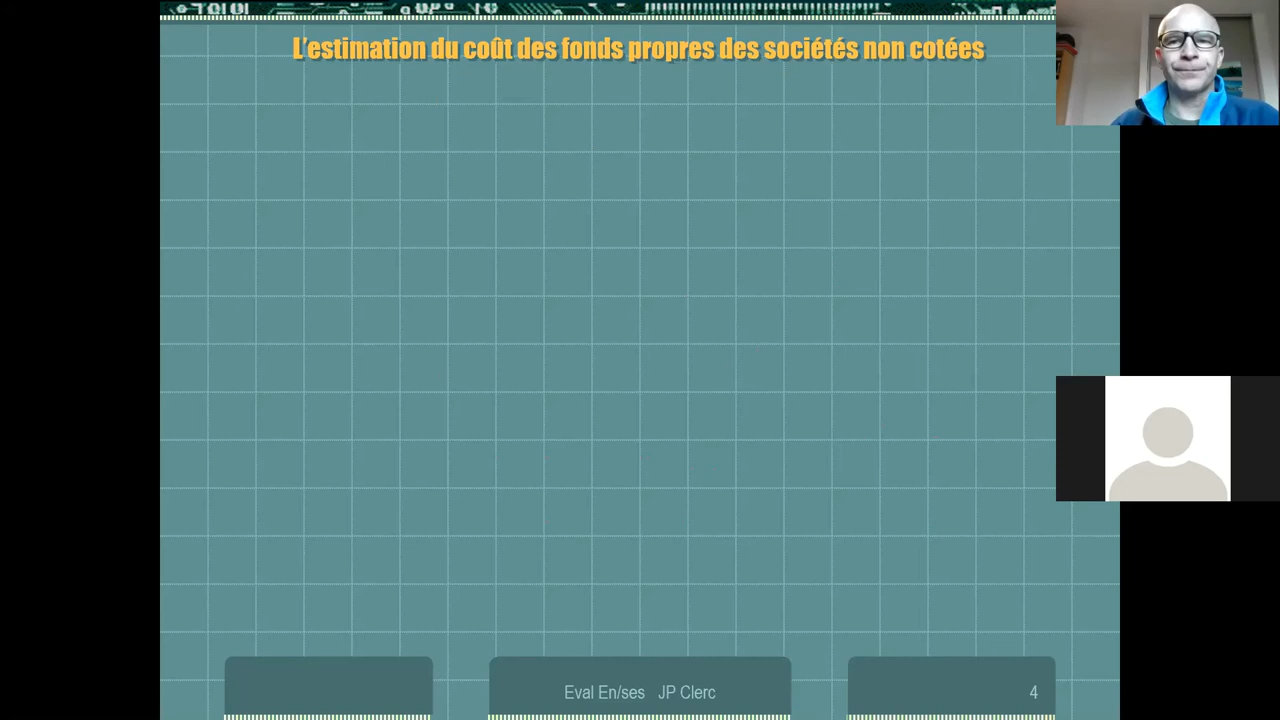 L'estimation du coût des fonds propres des sociétés non cotées
Eval En/ses JP Clerc
4